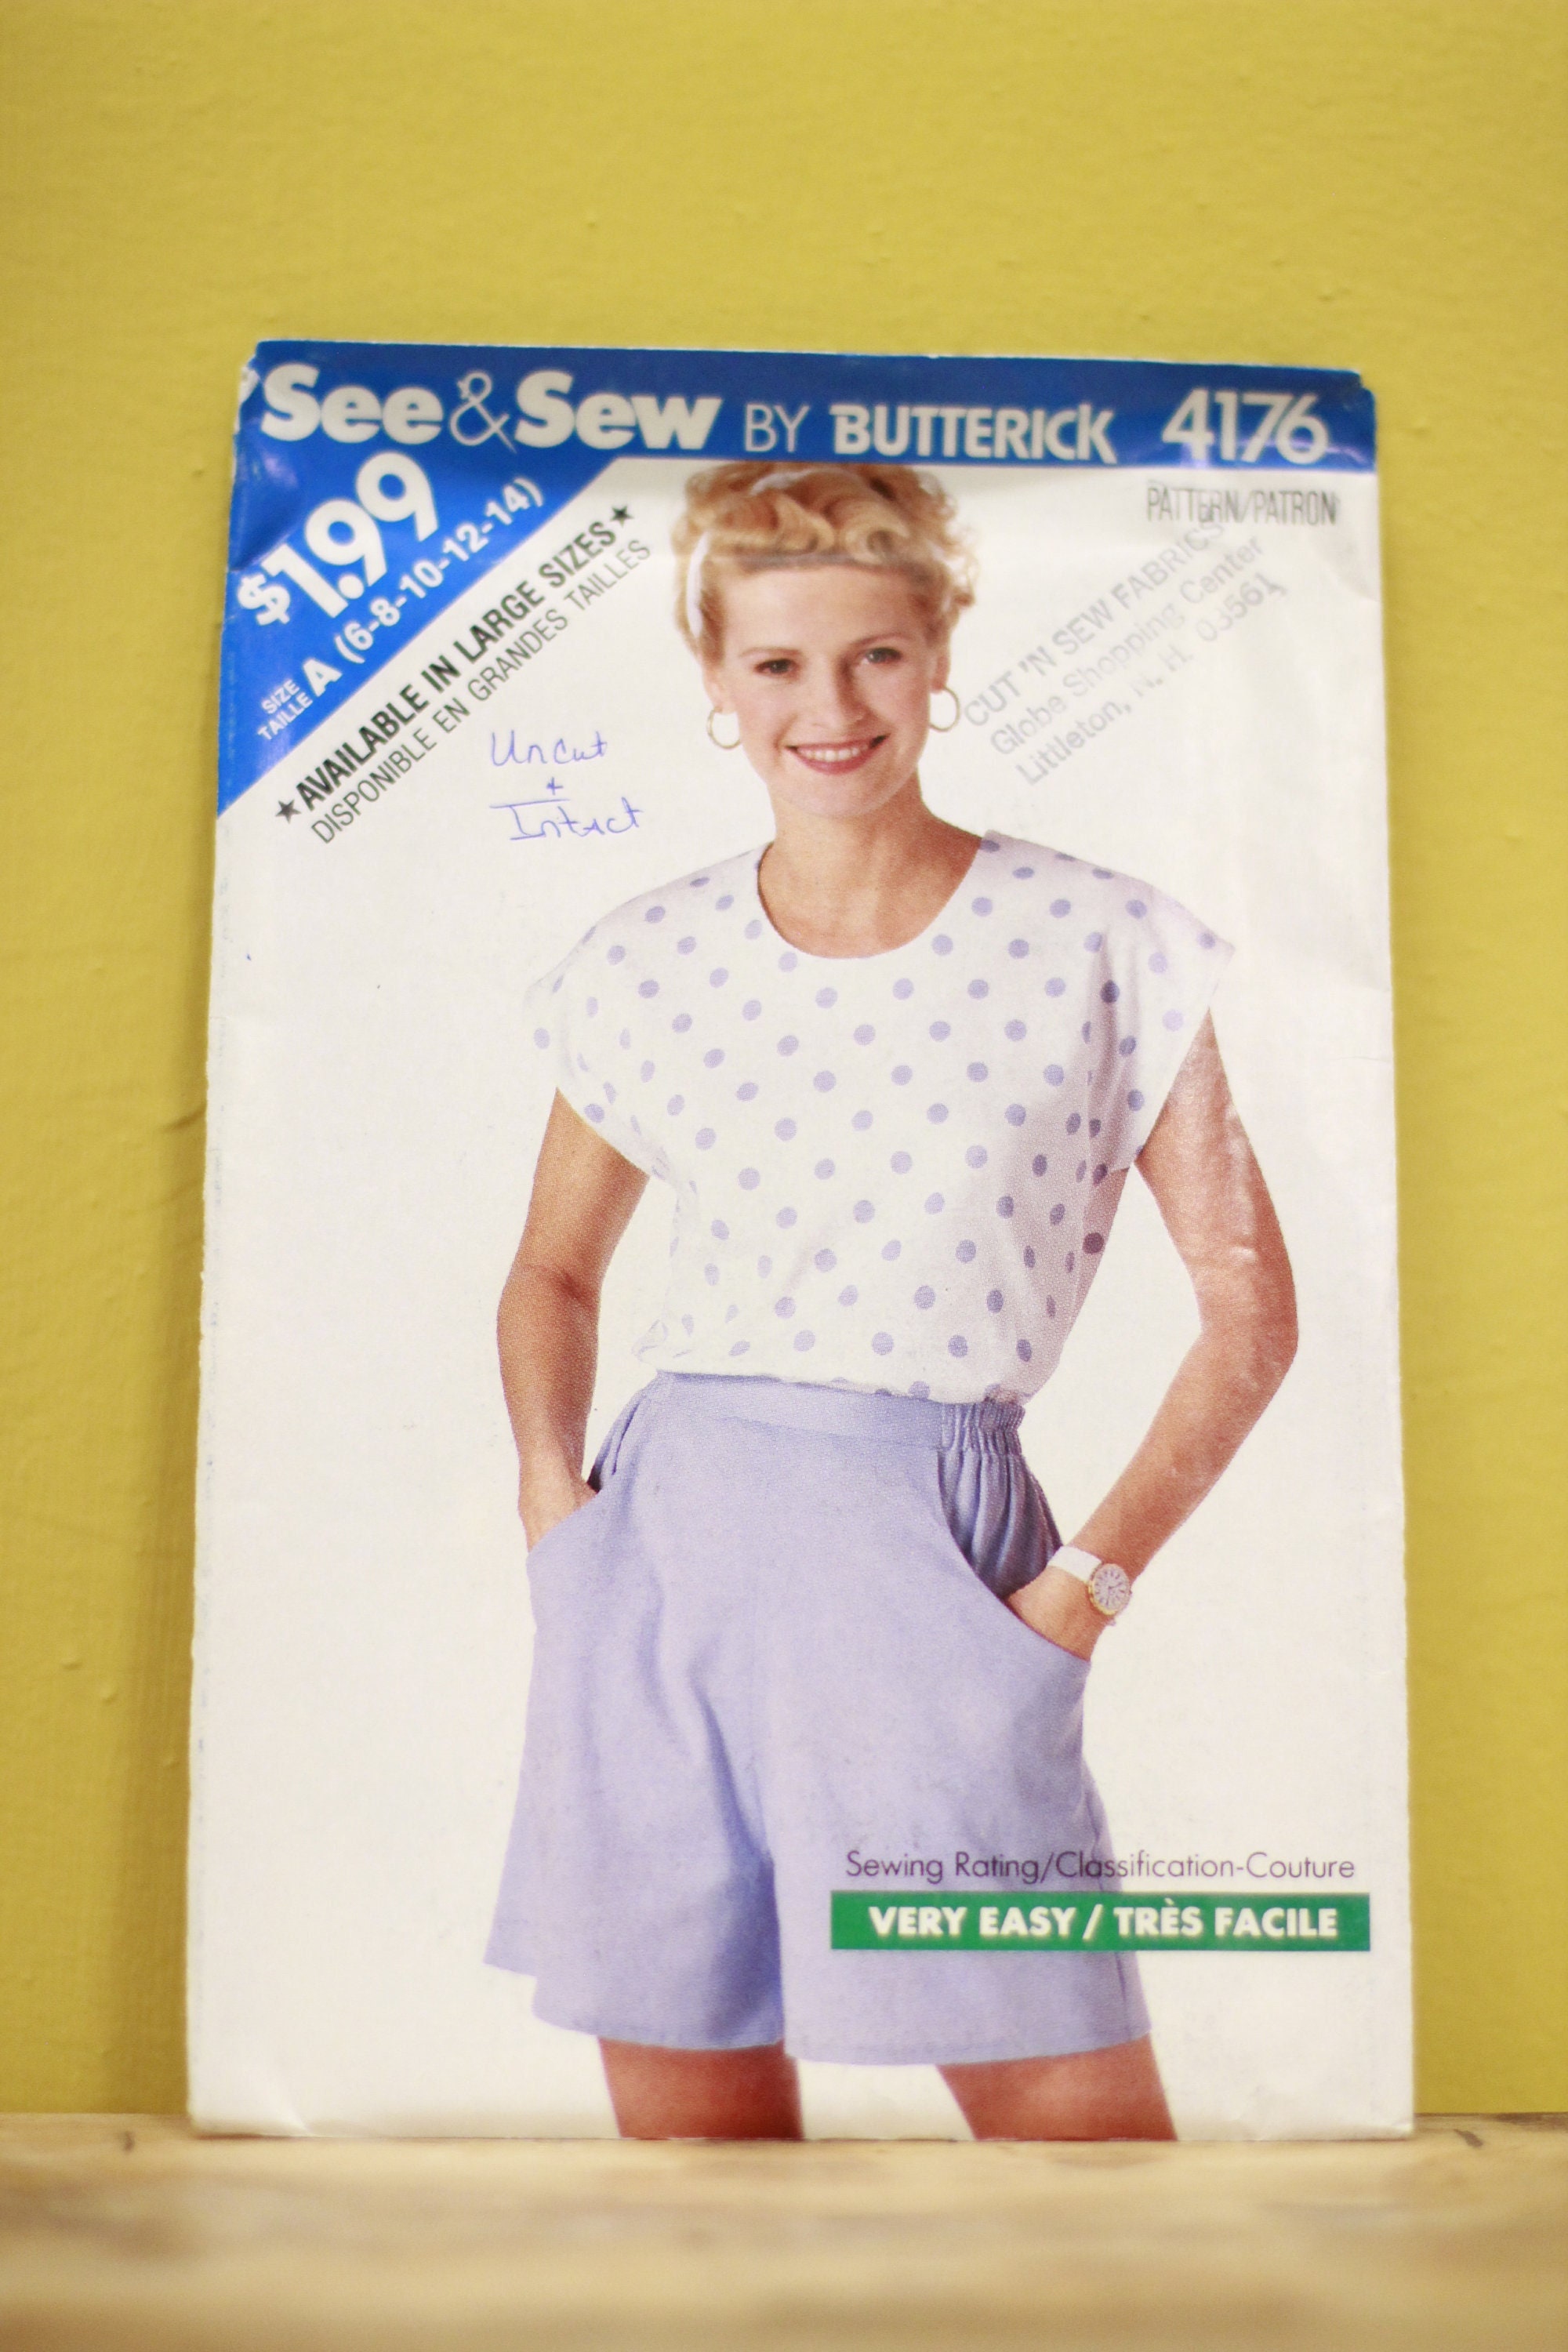 See & Sew BY BUTTERICK 4176
$1.99
SIZE
TAILLE A (6-8-10-12-14)
★AVAILABLE IN LARGE SIZES★
DISPONIBLE EN GRANDES TAILLES
PATTERN/PATRON
CUT 'N SEW FABRICS
Globe Shopping Center
Littleton, N. H. 03561
Uncut
+
Intact
Sewing Rating/Classification-Couture
VERY EASY / TRÈS FACILE